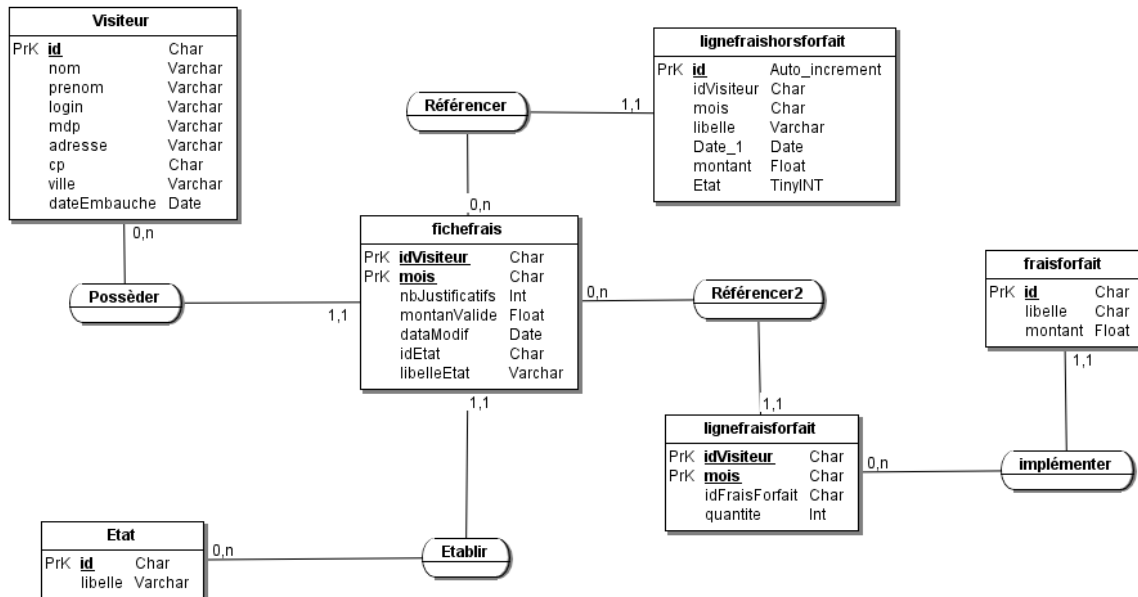 Visiteur
PrK id Char
nom Varchar
prenom Varchar
login Varchar
mdp Varchar
adresse Varchar
cp Char
ville Varchar
dateEmbauche Date
0,n
Possèder
1,1
Référencer
1,1
0,n
lignefraishorsforfait
PrK id Auto_increment
idVisiteur Char
mois Char
libelle Varchar
Date_1 Date
montant Float
Etat TinyINT
fichefrais
PrK idVisiteur Char
PrK mois Char
nbJustificatifs Int
montanValide Float
dataModif Date
idEtat Char
libelleEtat Varchar
0,n
Référencer2
1,1
fraisforfait
PrK id Char
libelle Char
montant Float
1,1
lignefraisforfait
PrK idVisiteur Char
PrK mois Char
idFraisForfait Char
quantite Int
0,n
implémenter
1,1
Etablir
0,n
Etat
PrK id Char
libelle Varchar